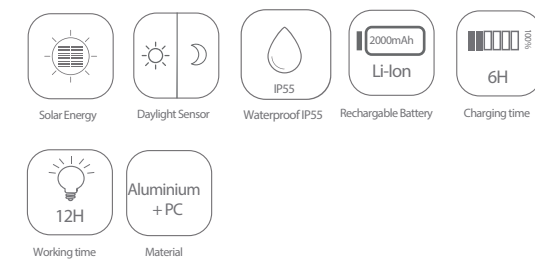 2000mAh
Li-Ion
100%
6H
IP55
Solar Energy
Daylight Sensor
Waterproof IP55
Rechargable Battery
Charging time
12H
Aluminium
+ PC
Working time
Material